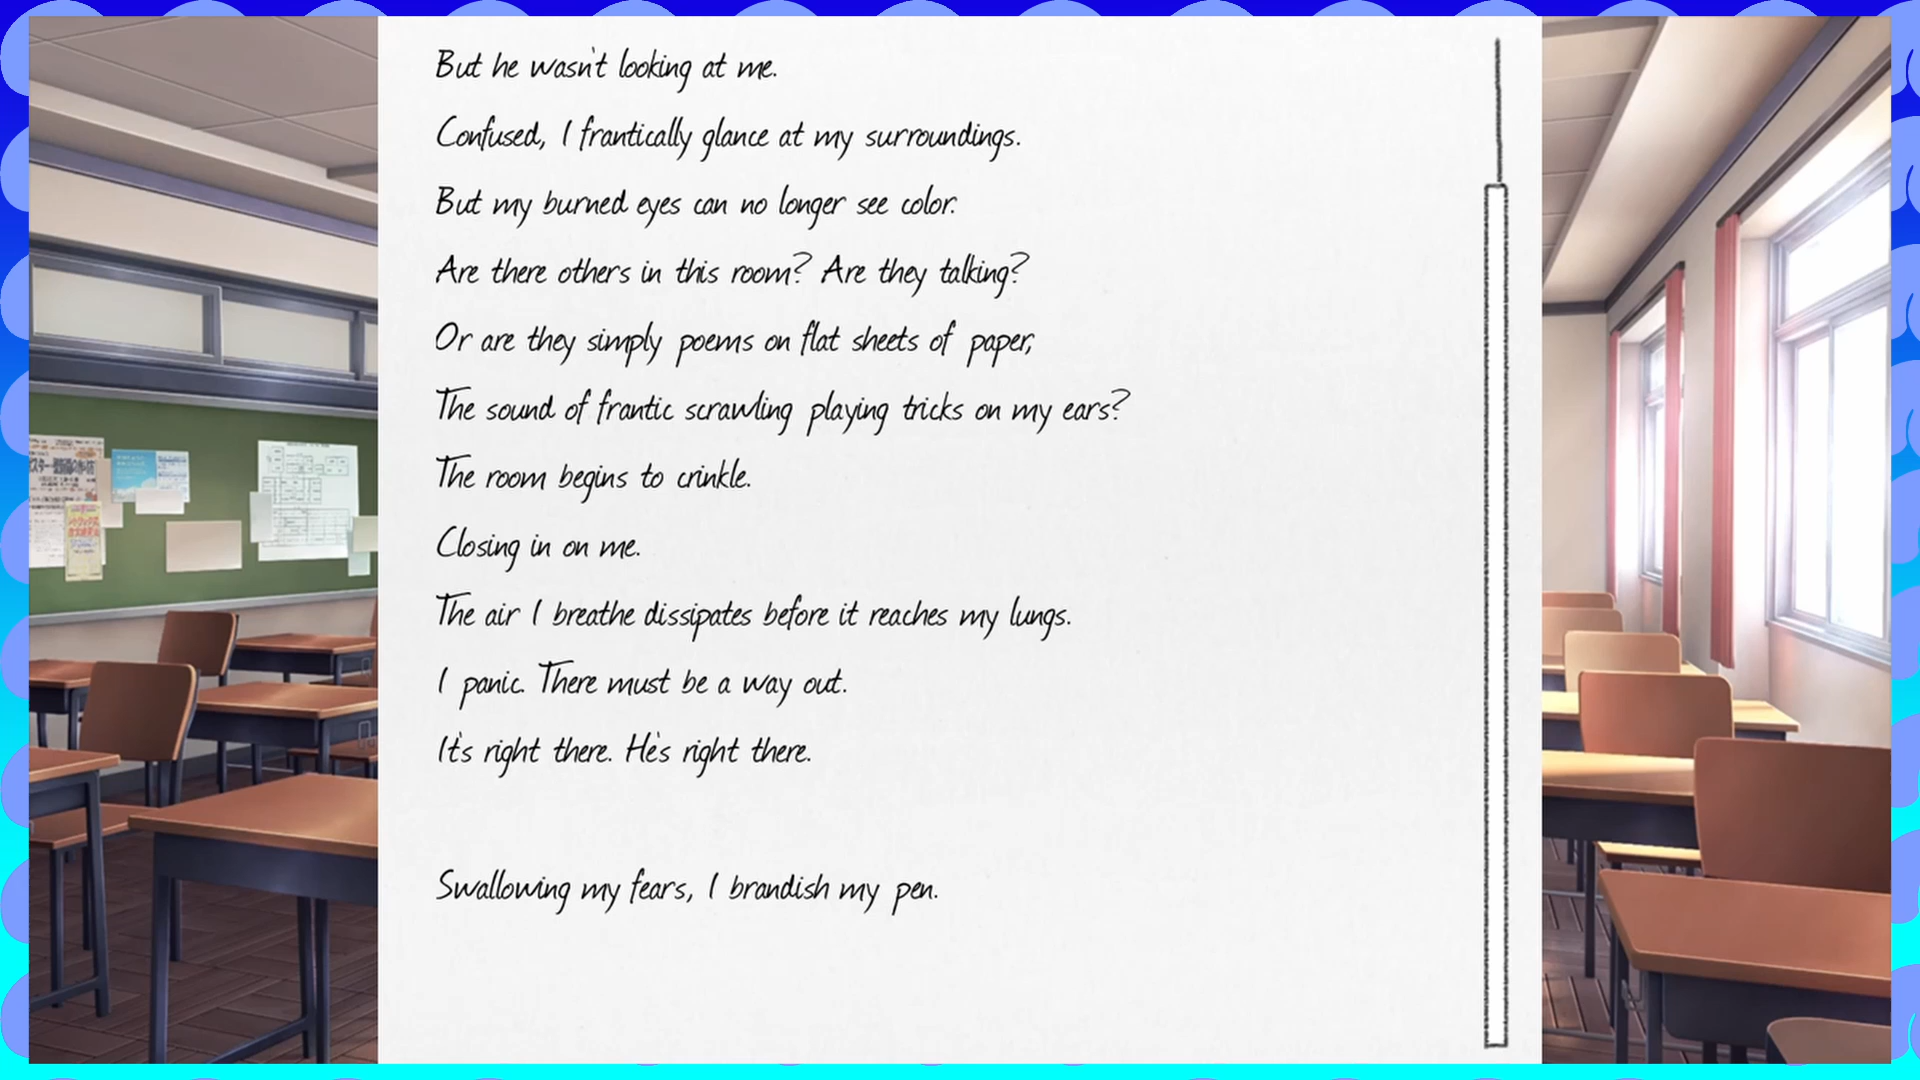 But he wasn't looking at me.
Confused, I frantically glance at my surroundings.
But my burned eyes can no longer see color.
Are there others in this room? Are they talking?
Or are they simply poems on flat sheets of paper,
The sound of frantic scrawling playing tricks on my ears?
The room begins to crinkle.
Closing in on me.
The air I breathe dissipates before it reaches my lungs.
I panic. There must be a way out.
It's right there. He's right there.
Swallowing my fears, I brandish my pen.